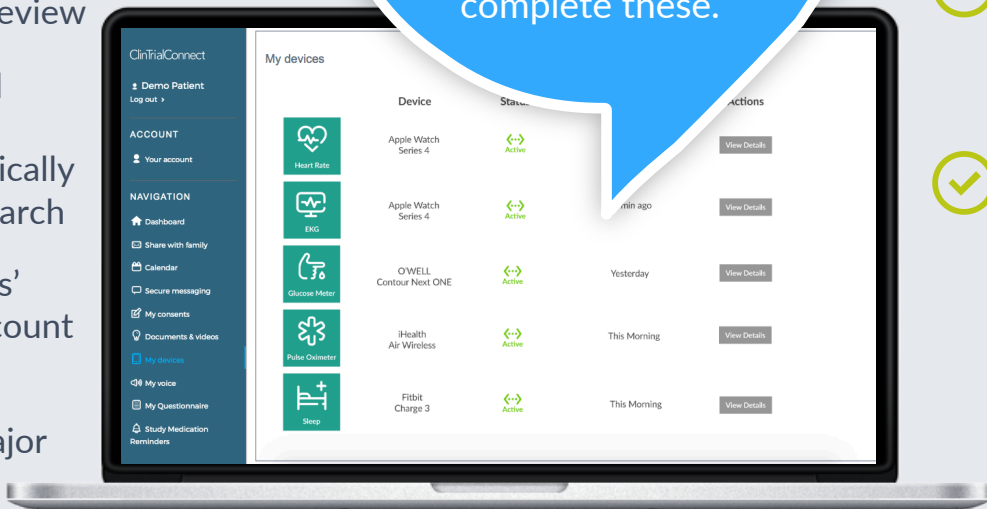 eview
ically
arch
s'
count
ajor
complete these.
ClinTrialConnect
Demo Patient
Log out ›
ACCOUNT
Your account
NAVIGATION
Dashboard
Share with family
Calendar
Secure messaging
My consents
Documents & videos
My devices
My voice
My Questionnaire
Study Medication
Reminders
My devices
Device Status Actions
Heart Rate
Apple Watch
Series 4
Active
View Details
EKG
Apple Watch
Series 4
Active
min ago
View Details
Glucose Meter
O'WELL
Contour Next ONE
Active
Yesterday
View Details
Pulse Oximeter
iHealth
Air Wireless
Active
This Morning
View Details
Sleep
Fitbit
Charge 3
Active
This Morning
View Details